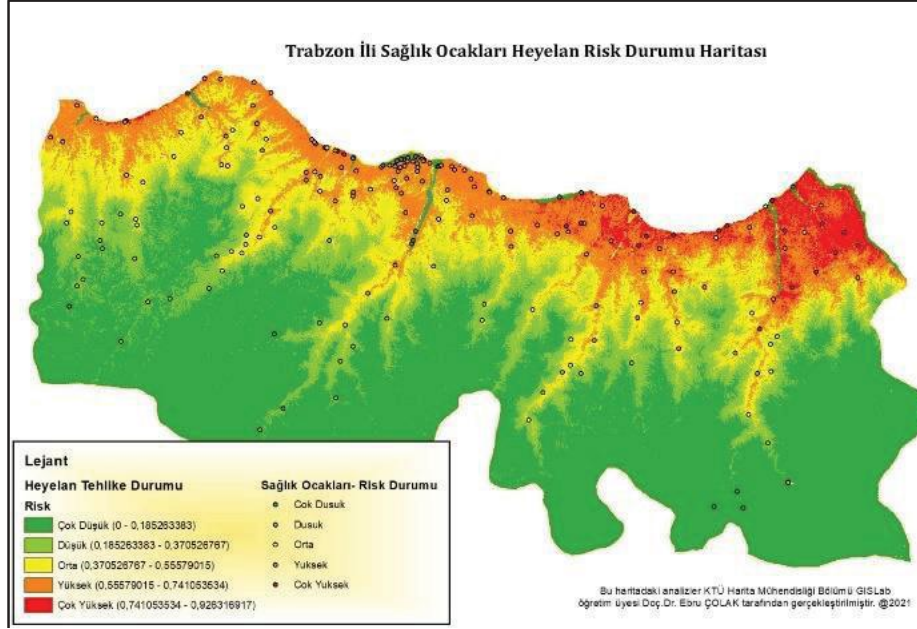 Trabzon İli Sağlık Ocakları Heyelan Risk Durumu Haritası
Lejant
Heyelan Tehlike Durumu
Risk
Çok Düşük (0 - 0,185263383)
Düşük (0,185263383 - 0,370526767)
Orta (0,370526767 - 0,55579015)
Yüksek (0,55579015 - 0,741053534)
Çok Yüksek (0,741053534 - 0,926316917)
Sağlık Ocakları- Risk Durumu
Cok Dusuk
Dusuk
Orta
Yuksek
Cok Yuksek
Bu haritadaki analizler KTÜ Harita Mühendisliği Bölümü GISLab
öğretim üyesi Doç.Dr. Ebru ÇOLAK tarafından gerçekleştirilmiştir. @2021